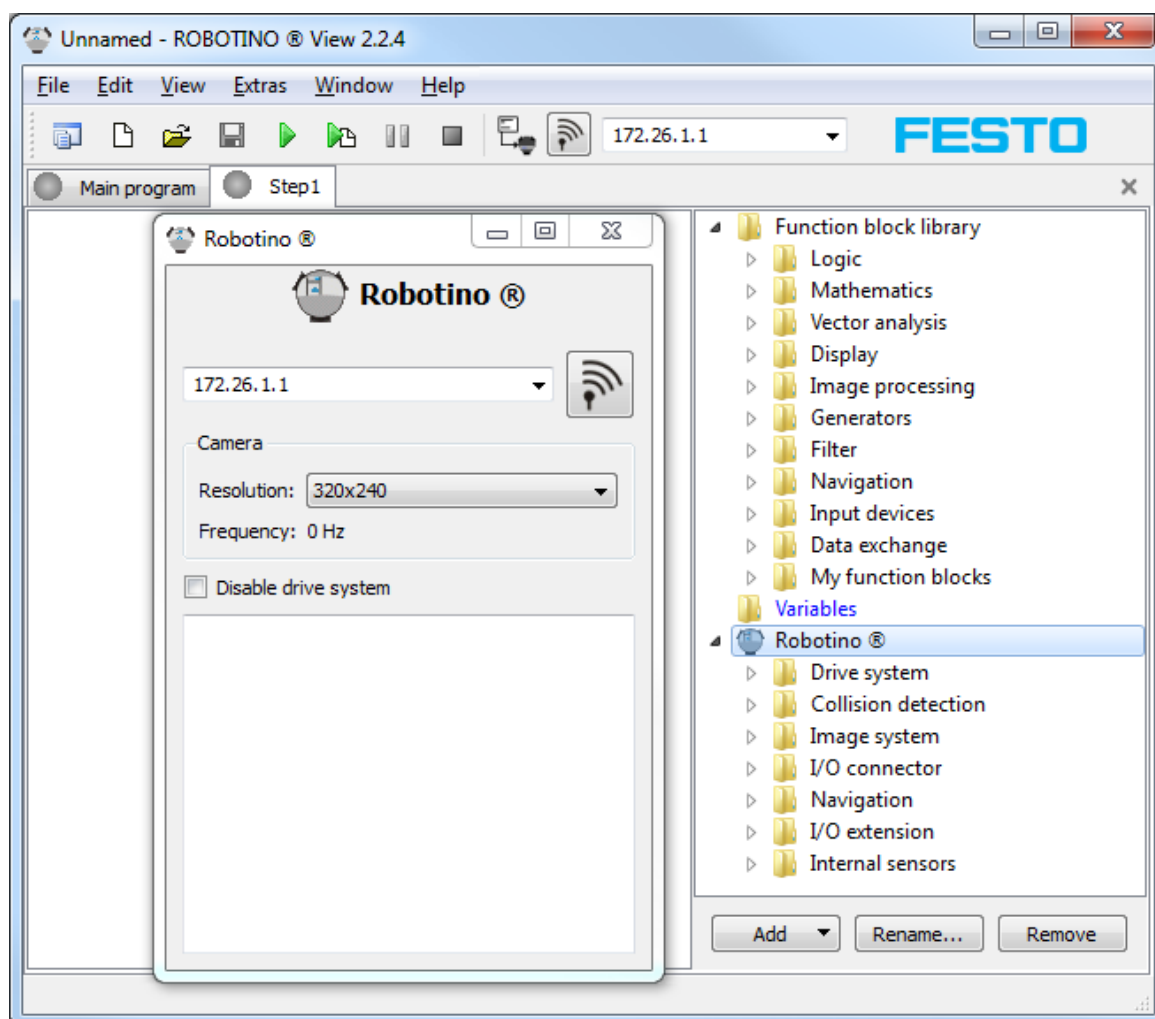 Unnamed - ROBOTINO ® View 2.2.4
File Edit View Extras Window Help
172.26.1.1
FESTO
Main program
Step1
Robotino ®
Robotino ®
172.26.1.1
Camera
Resolution: 320x240
Frequency: 0 Hz
Disable drive system
Function block library
Logic
Mathematics
Vector analysis
Display
Image processing
Generators
Filter
Navigation
Input devices
Data exchange
My function blocks
Variables
Robotino ®
Drive system
Collision detection
Image system
I/O connector
Navigation
I/O extension
Internal sensors
Add
Rename...
Remove